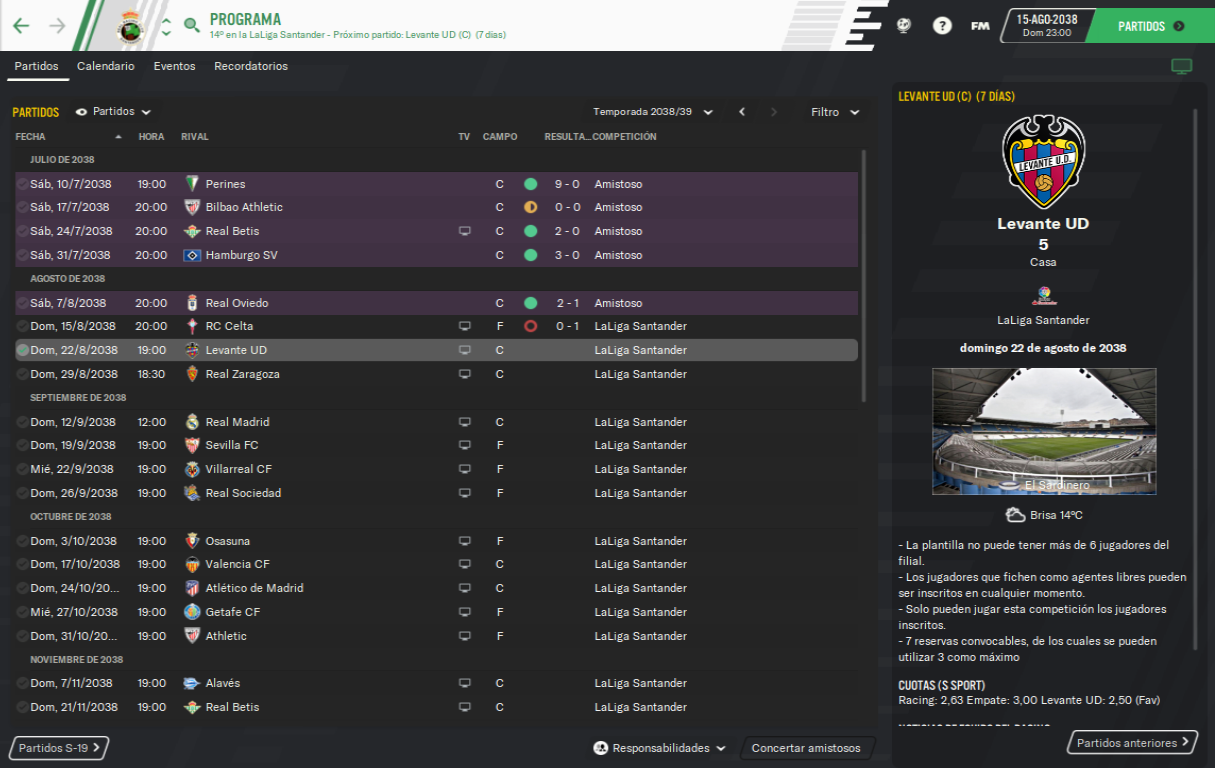 PROGRAMA
14º en la LaLiga Santander - Próximo partido: Levante UD (C) (7 días)
?
FM
15-AGO-2038
Dom 23:00
PARTIDOS
Partidos Calendario Eventos Recordatorios
PARTIDOS Partidos Temporada 2038/39 Filtro
FECHA HORA RIVAL TV CAMPO RESULTA... COMPETICIÓN
JULIO DE 2038
Sáb, 10/7/2038 19:00 Perines C 9 - 0 Amistoso
Sáb, 17/7/2038 20:00 Bilbao Athletic C 0 - 0 Amistoso
Sáb, 24/7/2038 20:00 Real Betis C 2 - 0 Amistoso
Sáb, 31/7/2038 20:00 Hamburgo SV C 3 - 0 Amistoso
AGOSTO DE 2038
Sáb, 7/8/2038 20:00 Real Oviedo C 2 - 1 Amistoso
Dom, 15/8/2038 20:00 RC Celta F 0 - 1 LaLiga Santander
Dom, 22/8/2038 19:00 Levante UD C LaLiga Santander
Dom, 29/8/2038 18:30 Real Zaragoza C LaLiga Santander
SEPTIEMBRE DE 2038
Dom, 12/9/2038 12:00 Real Madrid C LaLiga Santander
Dom, 19/9/2038 19:00 Sevilla FC F LaLiga Santander
Mié, 22/9/2038 19:00 Villarreal CF F LaLiga Santander
Dom, 26/9/2038 19:00 Real Sociedad F LaLiga Santander
OCTUBRE DE 2038
Dom, 3/10/2038 19:00 Osasuna F LaLiga Santander
Dom, 17/10/2038 19:00 Valencia CF C LaLiga Santander
Dom, 24/10/20... 19:00 Atlético de Madrid C LaLiga Santander
Mié, 27/10/2038 19:00 Getafe CF F LaLiga Santander
Dom, 31/10/20... 19:00 Athletic F LaLiga Santander
NOVIEMBRE DE 2038
Dom, 7/11/2038 19:00 Alavés C LaLiga Santander
Dom, 21/11/2038 19:00 Real Betis C LaLiga Santander
Partidos S-19 Responsabilidades Concertar amistosos
LEVANTE UD (C) (7 DÍAS)
LEVANTE U.D.
Levante UD
5
Casa
LaLiga Santander
domingo 22 de agosto de 2038
El Sardinero
Brisa 14ºC
- La plantilla no puede tener más de 6 jugadores del
filial.
- Los jugadores que fichen como agentes libres pueden
ser inscritos en cualquier momento.
- Solo pueden jugar esta competición los jugadores
inscritos.
- 7 reservas convocables, de los cuales se pueden
utilizar 3 como máximo
CUOTAS (S SPORT)
Racing: 2,63 Empate: 3,00 Levante UD: 2,50 (Fav)
Partidos anteriores